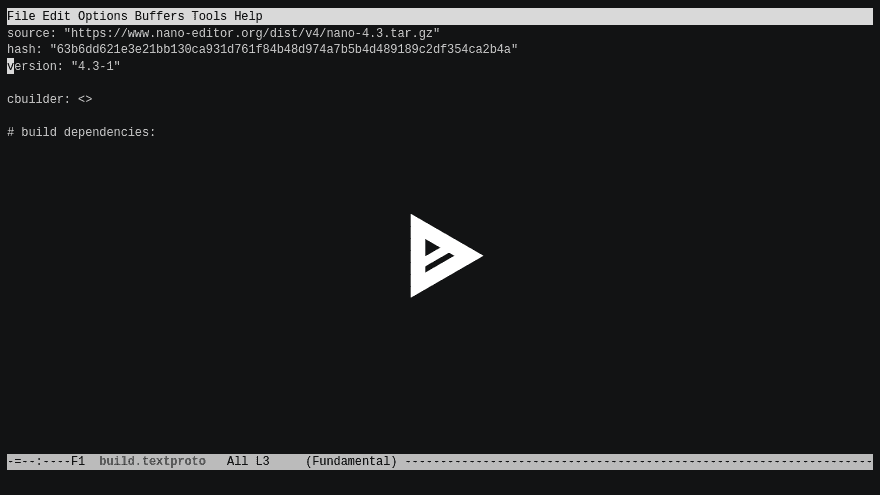 File Edit Options Buffers Tools Help
source: "https://www.nano-editor.org/dist/v4/nano-4.3.tar.gz"
hash: "63b6dd621e3e21bb130ca931d761f84b48d974a7b5b4d489189c2df354ca2b4a"
version: "4.3-1"
cbuilder: <>
# build dependencies:
-=--:----F1  build.textproto   All L3     (Fundamental) ------------------------------------------------------------------